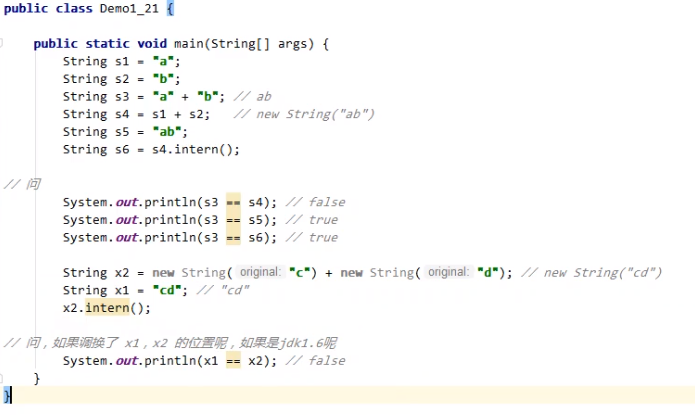 public class Demo1_21 {
public static void main(String[] args) {
String s1 = "a";
String s2 = "b";
String s3 = "a" + "b"; // ab
String s4 = s1 + s2;   // new String("ab")
String s5 = "ab";
String s6 = s4.intern();
// 问
System.out.println(s3 == s4); // false
System.out.println(s3 == s5); // true
System.out.println(s3 == s6); // true
String x2 = new String( original: "c") + new String( original: "d"); // new String("cd")
String x1 = "cd"; // "cd"
x2.intern();
// 问，如果调换了 x1，x2 的位置呢，如果是jdk1.6呢
System.out.println(x1 == x2); // false
}
}